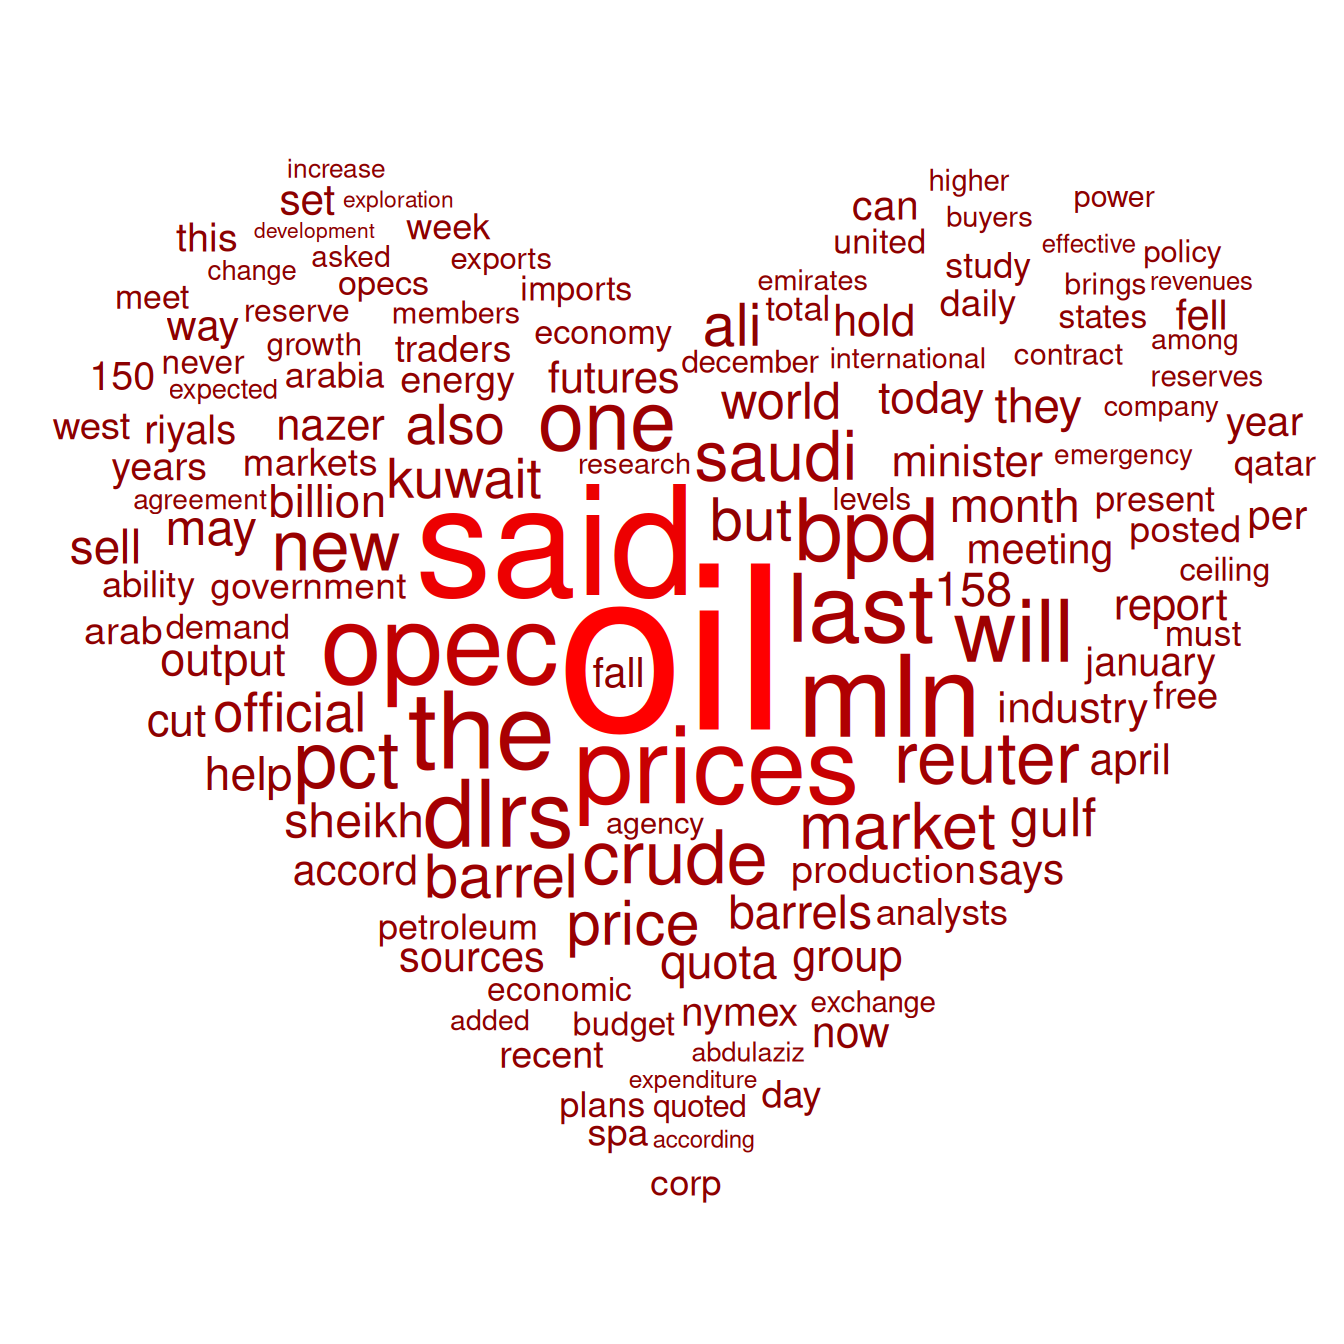 increase
higher
set exploration
can
power
this development week
buyers
united
effective policy
change asked exports
study
meet opecs imports
emirates
brings revenues
reserve members
ali total hold daily states fell
way growth traders economy
among
150 never expected arabia energy futures
december international contract reserves
west riyals nazer also one
world today they company year
years markets kuwait research saudi minister emergency qatar
agreement billion said but bpd levels month present per
sell may new
meeting posted
ability government
last 158 ceiling
arab demand opec oil will report
output fall must
january
cut official the mln industry free
help pct prices reuter april
sheikh dlrs agency market gulf
accord barrel crude production says
petroleum price barrels analysts
sources quota group
economic exchange
added budget nymex now
recent abdulaziz
expenditure
plans quoted day
spa according
corp